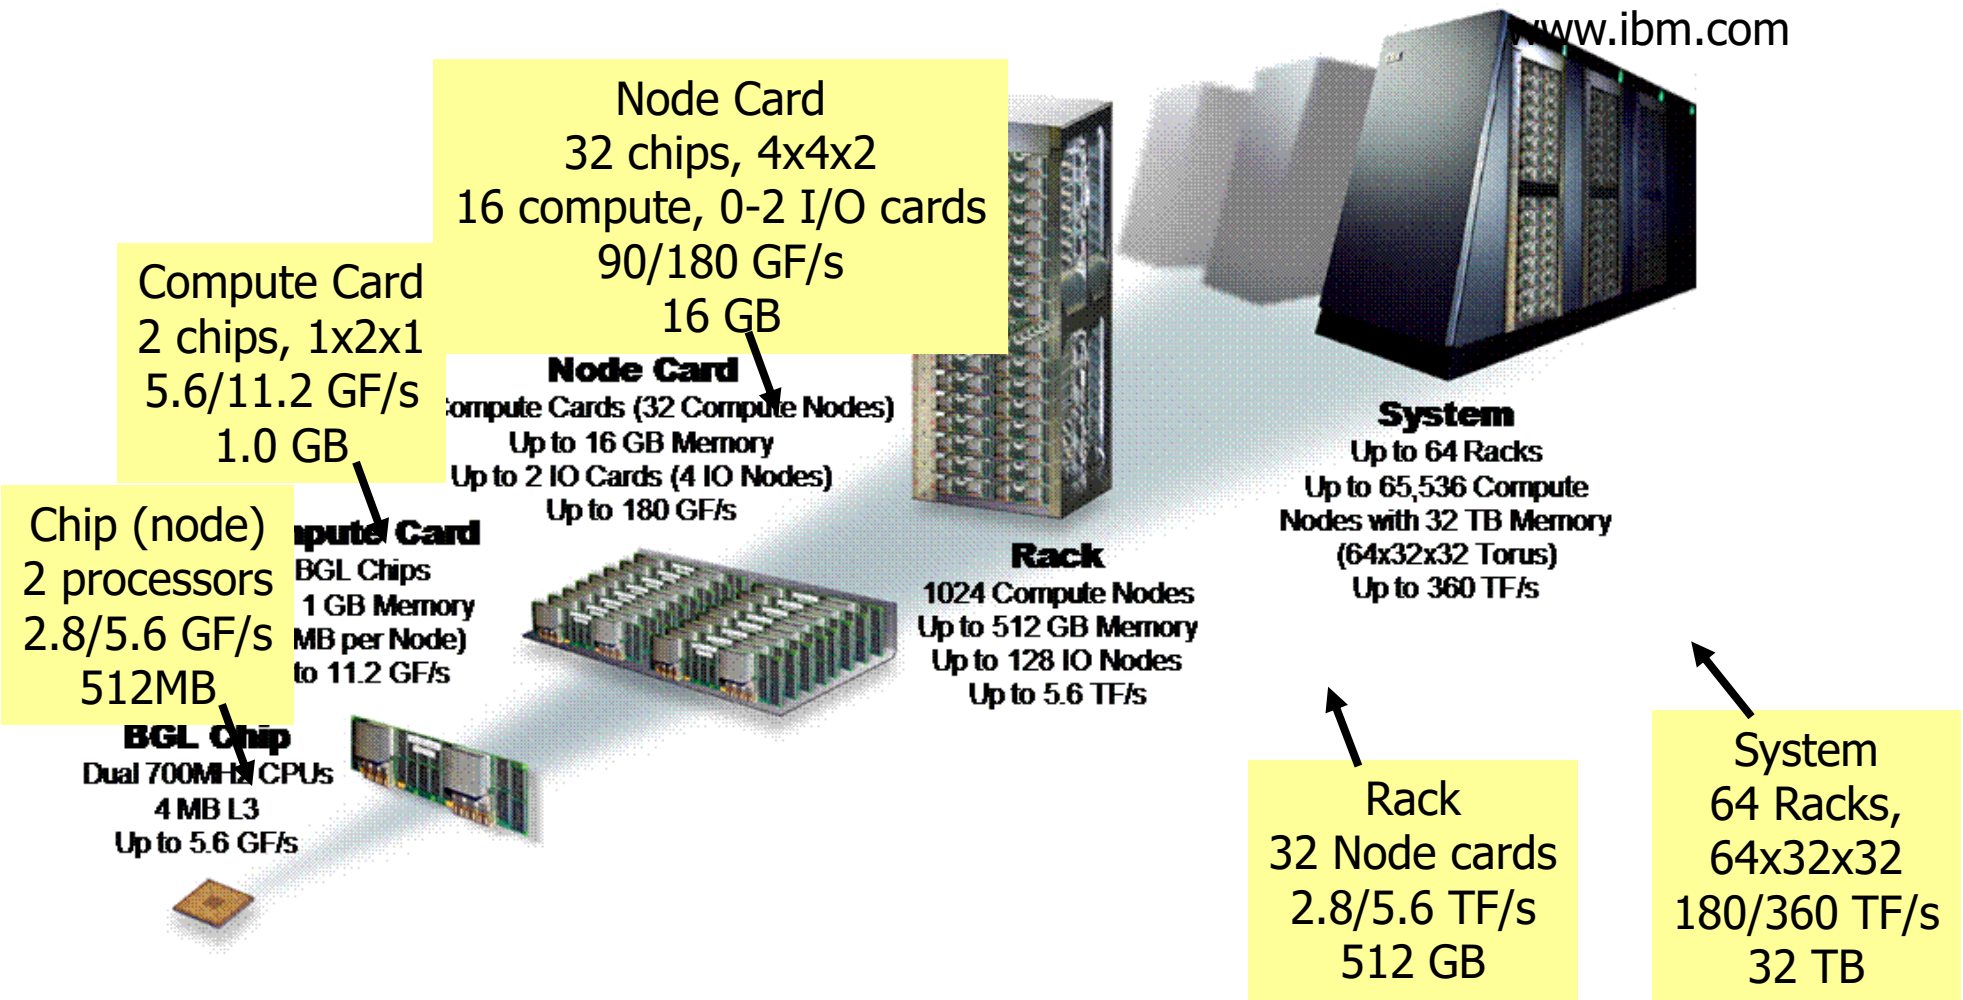 www.ibm.com
Node Card
32 chips, 4x4x2
16 compute, 0-2 I/O cards
90/180 GF/s
16 GB
Compute Card
2 chips, 1x2x1
5.6/11.2 GF/s
1.0 GB
Chip (node)
2 processors
2.8/5.6 GF/s
512MB
Node Card
Compute Cards (32 Compute Nodes)
Up to 16 GB Memory
Up to 2 IO Cards (4 IO Nodes)
Up to 180 GF/s
Card
BGL Chips
1 GB Memory
MB per Node)
to 11.2 GF/s
BGL Chip
Dual 700MHz CPUs
4 MB L3
Up to 5.6 GF/s
Rack
1024 Compute Nodes
Up to 512 GB Memory
Up to 128 IO Nodes
Up to 5.6 TF/s
System
Up to 64 Racks
Up to 65,536 Compute
Nodes with 32 TB Memory
(64x32x32 Torus)
Up to 360 TF/s
Rack
32 Node cards
2.8/5.6 TF/s
512 GB
System
64 Racks,
64x32x32
180/360 TF/s
32 TB